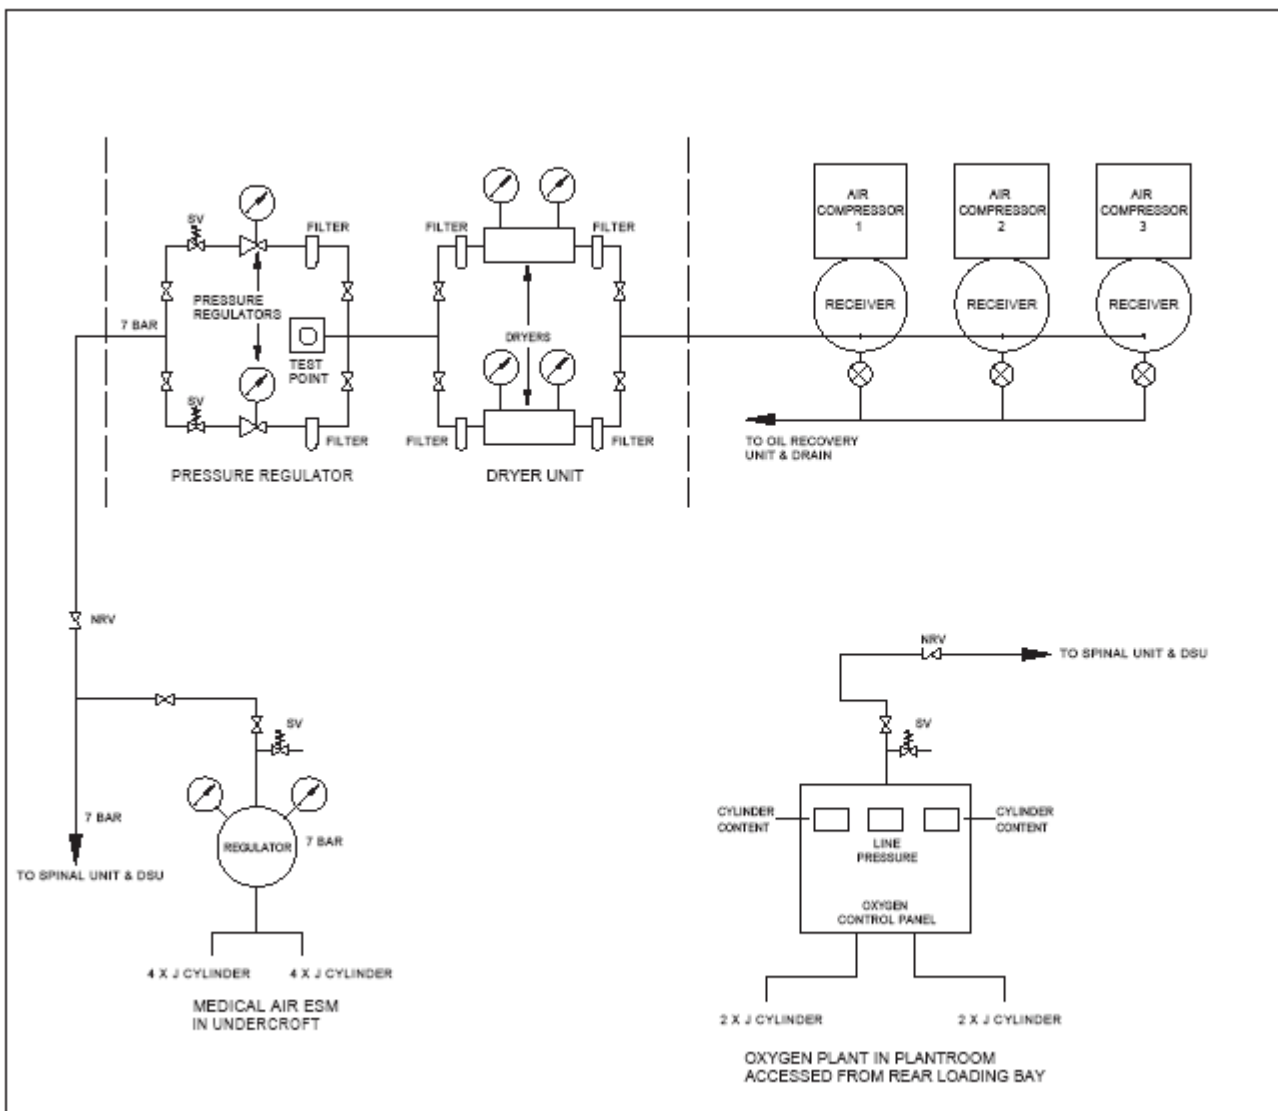 AIR
COMPRESSOR
1
AIR
COMPRESSOR
2
AIR
COMPRESSOR
3
SV
FILTER
FILTER
FILTER
RECEIVER
RECEIVER
RECEIVER
PRESSURE
REGULATORS
7 BAR
DRYERS
TEST
POINT
SV
FILTER
FILTER
FILTER
TO OIL RECOVERY
UNIT & DRAIN
PRESSURE REGULATOR
DRYER UNIT
NRV
SV
7 BAR
REGULATOR
7 BAR
TO SPINAL UNIT & DSU
4 X J CYLINDER
4 X J CYLINDER
MEDICAL AIR ESM
IN UNDERCROFT
NRV
TO SPINAL UNIT & DSU
SV
CYLINDER
CONTENT
CYLINDER
CONTENT
LINE
PRESSURE
OXYGEN
CONTROL PANEL
2 X J CYLINDER
2 X J CYLINDER
OXYGEN PLANT IN PLANTROOM
ACCESSED FROM REAR LOADING BAY